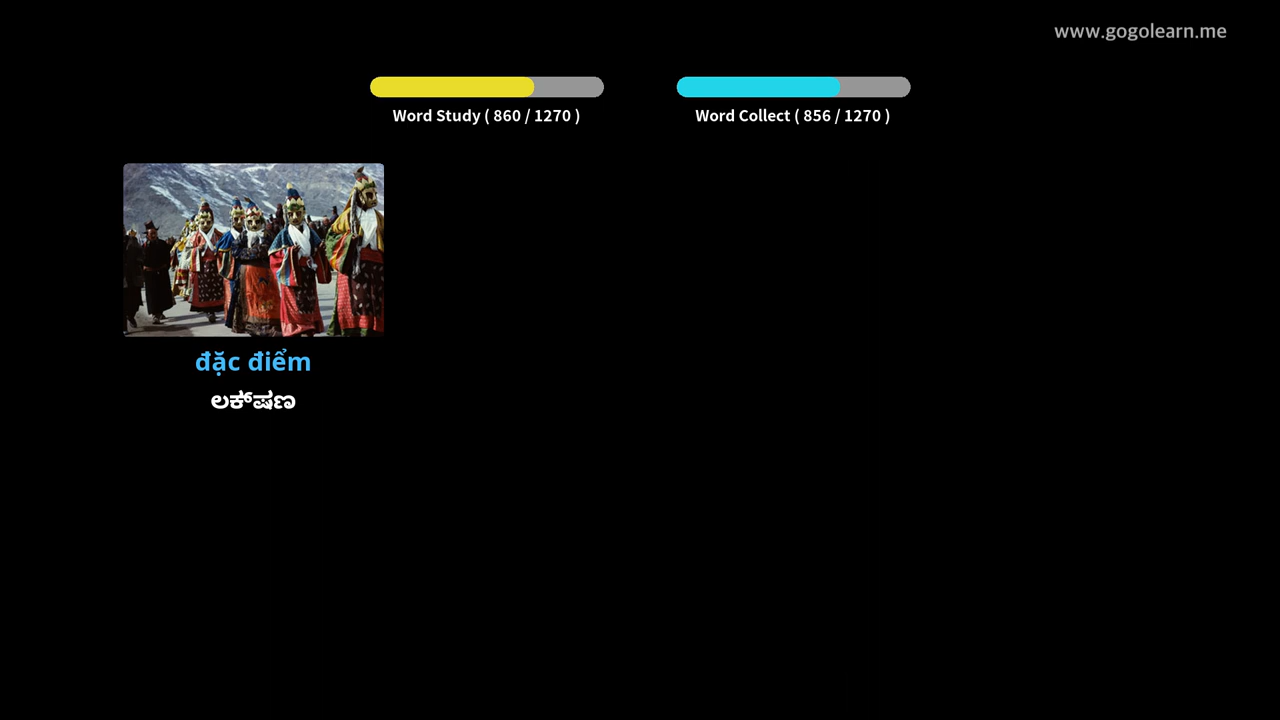 www.gogolearn.me
Word Study ( 860 / 1270 )
Word Collect ( 856 / 1270 )
đặc điểm
ಲಕ್‌ಷಣ